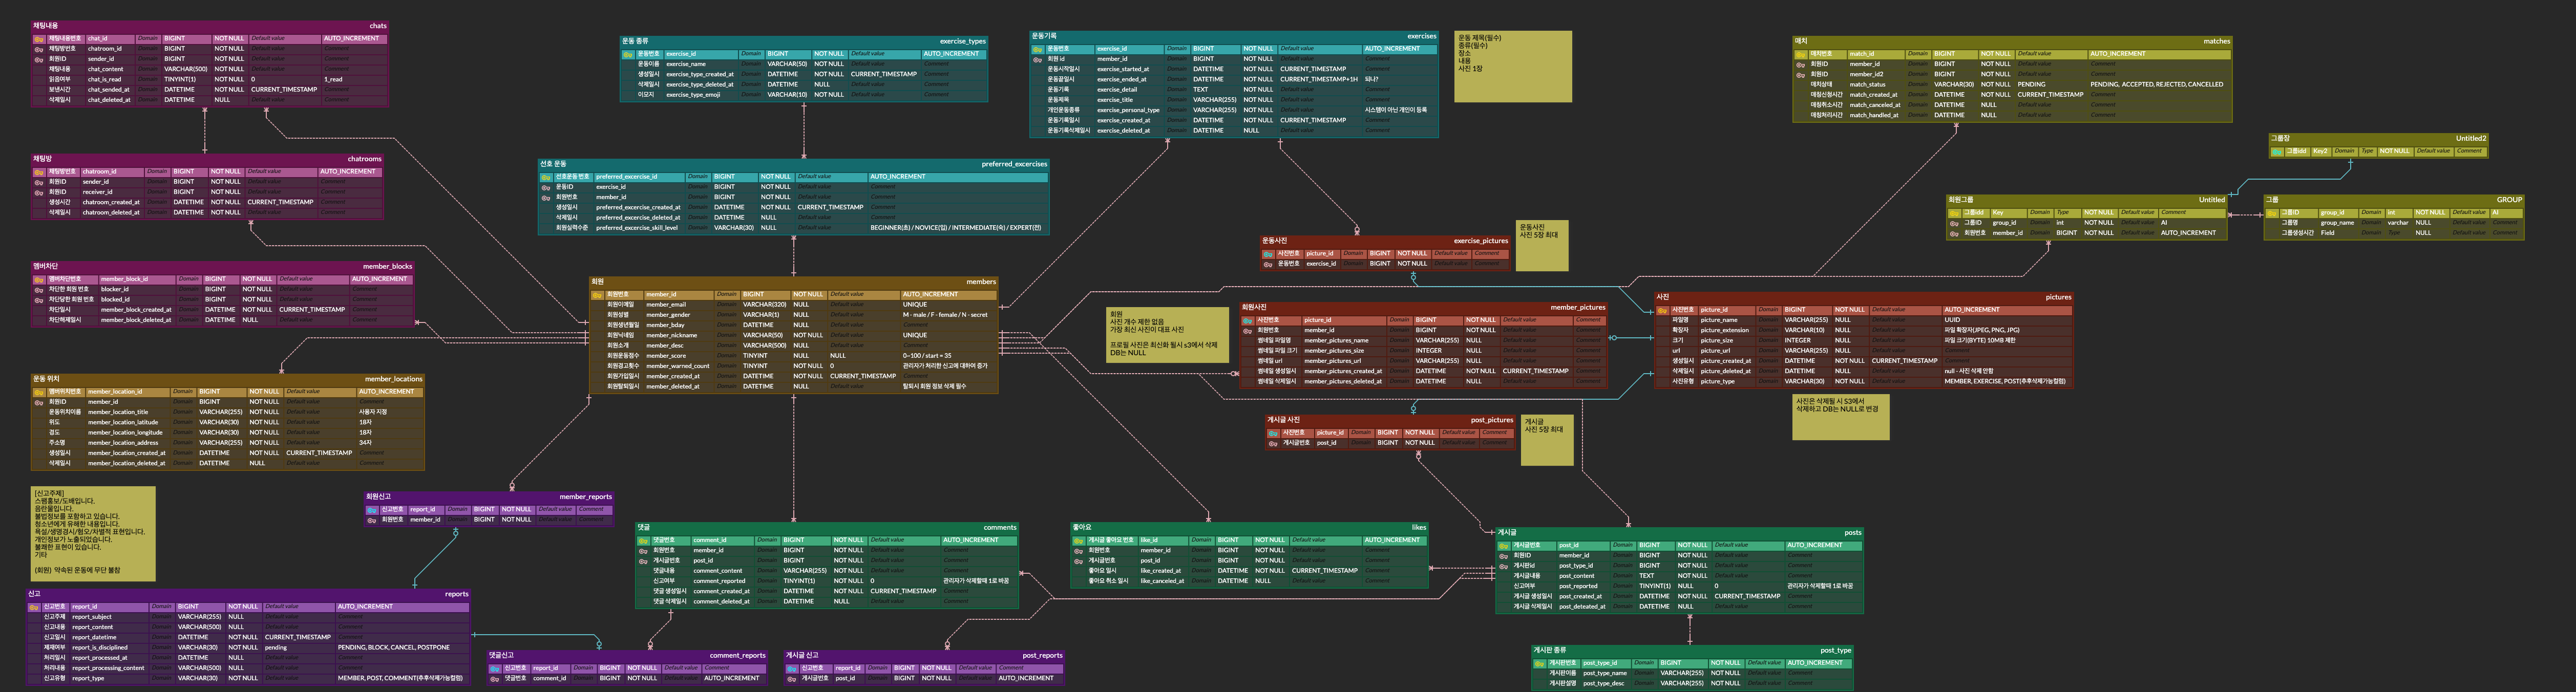 채팅내용 chats
채팅내용번호 chat_id Domain BIGINT NOT NULL Default value AUTO_INCREMENT
채팅방번호 chatroom_id Domain BIGINT NOT NULL Default value Comment
회원ID sender_id Domain BIGINT NOT NULL Default value Comment
채팅내용 chat_content Domain VARCHAR(500) NOT NULL Default value Comment
읽음여부 chat_is_read Domain TINYINT(1) NOT NULL 0 1_read
보낸시간 chat_sended_at Domain DATETIME NOT NULL CURRENT_TIMESTAMP Comment
삭제일시 chat_deleted_at Domain DATETIME NULL Default value Comment
운동 종류 exercise_types
운동번호 exercise_id Domain BIGINT NOT NULL Default value AUTO_INCREMENT
운동이름 exercise_name Domain VARCHAR(50) NOT NULL Default value Comment
생성일시 exercise_type_created_at Domain DATETIME NOT NULL CURRENT_TIMESTAMP Comment
삭제일시 exercise_type_deleted_at Domain DATETIME NULL Default value Comment
이모지 exercise_type_emoji Domain VARCHAR(10) NOT NULL Default value Comment
운동기록 exercises
운동번호 exercise_id Domain BIGINT NOT NULL Default value AUTO_INCREMENT
회원 id member_id Domain BIGINT NOT NULL Default value Comment
운동시작일시 exercise_started_at Domain DATETIME NOT NULL CURRENT_TIMESTAMP Comment
운동끝일시 exercise_ended_at Domain DATETIME NOT NULL CURRENT_TIMESTAMP+1H 되나?
운동기록 exercise_detail Domain TEXT NOT NULL Default value Comment
운동제목 exercise_title Domain VARCHAR(255) NOT NULL Default value Comment
개인운동종류 exercise_personal_type Domain VARCHAR(255) NOT NULL Default value 시스템이 아닌 개인이 등록
운동기록일시 exercise_created_at Domain DATETIME NOT NULL CURRENT_TIMESTAMP Comment
운동기록삭제일시 exercise_deleted_at Domain DATETIME NULL Default value Comment
운동 제목(필수)
종류(필수)
장소
내용
사진 1장
매치 matches
매치번호 match_id Domain BIGINT NOT NULL Default value AUTO_INCREMENT
회원ID member_id Domain BIGINT NOT NULL Default value Comment
회원ID member_id2 Domain BIGINT NOT NULL Default value Comment
매치상태 match_status Domain VARCHAR(30) NOT NULL PENDING PENDING, ACCEPTED, REJECTED, CANCELLED
매칭신청시간 match_created_at Domain DATETIME NOT NULL CURRENT_TIMESTAMP Comment
매칭취소시간 match_canceled_at Domain DATETIME NULL Default value Comment
매칭처리시간 match_handled_at Domain DATETIME NULL Default value Comment
그룹장 Untitled2
그룹idd Key2 Domain Type NOT NULL Default value Comment
회원그룹 Untitled
그룹idd Key Domain Type NOT NULL Default value Comment
그룹ID group_id Domain int NOT NULL Default value AI
회원번호 member_id Domain BIGINT NOT NULL Default value AUTO_INCREMENT
그룹 GROUP
그룹ID group_id Domain int NOT NULL Default value AI
그룹명 group_name Domain varchar NULL Default value Comment
그룹생성시간 Field Domain Type NULL Default value Comment
채팅방 chatrooms
채팅방번호 chatroom_id Domain BIGINT NOT NULL Default value AUTO_INCREMENT
회원ID sender_id Domain BIGINT NOT NULL Default value Comment
회원ID receiver_id Domain BIGINT NOT NULL Default value Comment
생성시간 chatroom_created_at Domain DATETIME NOT NULL CURRENT_TIMESTAMP Comment
삭제일시 chatroom_deleted_at Domain DATETIME NULL Default value Comment
선호 운동 preferred_excercises
선호운동 번호 preferred_excercise_id Domain BIGINT NOT NULL Default value AUTO_INCREMENT
운동ID exercise_id Domain BIGINT NOT NULL Default value Comment
회원번호 member_id Domain BIGINT NOT NULL Default value Comment
생성일시 preferred_excercise_created_at Domain DATETIME NOT NULL CURRENT_TIMESTAMP Comment
삭제일시 preferred_excercise_deleted_at Domain DATETIME NULL Default value Comment
회원실력수준 preferred_excercise_skill_level Domain VARCHAR(30) NULL Default value BEGINNER(초) / NOVICE(입) / INTERMEDIATE(숙) / EXPERT(전)
운동사진 exercise_pictures
사진번호 picture_id Domain BIGINT NOT NULL Default value Comment
운동번호 exercise_id Domain BIGINT NOT NULL Default value Comment
운동사진
사진 5장 최대
멤버차단 member_blocks
멤버차단번호 member_block_id Domain BIGINT NOT NULL Default value AUTO_INCREMENT
차단한 회원 번호 blocker_id Domain BIGINT NOT NULL Default value Comment
차단당한 회원 번호 blocked_id Domain BIGINT NOT NULL Default value Comment
차단일시 member_block_created_at Domain DATETIME NOT NULL CURRENT_TIMESTAMP Comment
차단해제일시 member_block_deleted_at Domain DATETIME NULL Default value Comment
회원 members
회원번호 member_id Domain BIGINT NOT NULL Default value AUTO_INCREMENT
회원이메일 member_email Domain VARCHAR(320) NULL Default value UNIQUE
회원성별 member_gender Domain VARCHAR(1) NULL Default value M - male / F - female / N - secret
회원생년월일 member_bday Domain DATETIME NULL Default value Comment
회원닉네임 member_nickname Domain VARCHAR(50) NOT NULL Default value UNIQUE
회원소개 member_desc Domain VARCHAR(500) NULL Default value Comment
회원운동점수 member_score Domain TINYINT NULL NULL 0~100 / start = 35
회원경고횟수 member_warned_count Domain TINYINT NOT NULL 0 관리자가 처리한 신고에 대하여 증가
회원가입일시 member_created_at Domain DATETIME NOT NULL CURRENT_TIMESTAMP Comment
회원탈퇴일시 member_deleted_at Domain DATETIME NULL Default value 탈퇴시 회원 정보 삭제 필수
회원
사진 개수 제한 없음
가장 최신 사진이 대표 사진
프로필 사진은 최신화 될시 s3에서 삭제
DB는 NULL
회원사진 member_pictures
사진번호 picture_id Domain BIGINT NOT NULL Default value Comment
회원번호 member_id Domain BIGINT NOT NULL Default value Comment
썸네일 파일명 member_pictures_name Domain VARCHAR(255) NULL Default value Comment
썸네일 파일 크기 member_pictures_size Domain INTEGER NULL Default value Comment
썸네일 url member_pictures_url Domain VARCHAR(255) NULL Default value Comment
썸네일 생성일시 member_pictures_created_at Domain DATETIME NOT NULL CURRENT_TIMESTAMP Comment
썸네일 삭제일시 member_pictures_deleted_at Domain DATETIME NULL Default value Comment
사진 pictures
사진번호 picture_id Domain BIGINT NOT NULL Default value AUTO_INCREMENT
파일명 picture_name Domain VARCHAR(255) NULL Default value UUID
확장자 picture_extension Domain VARCHAR(10) NULL Default value 파일 확장자(JPEG, PNG, JPG)
크기 picture_size Domain INTEGER NULL Default value 파일 크기(BYTE) 10MB 제한
url picture_url Domain VARCHAR(255) NULL Default value Comment
생성일시 picture_created_at Domain DATETIME NOT NULL CURRENT_TIMESTAMP Comment
삭제일시 picture_deleted_at Domain DATETIME NULL Default value null - 사진 삭제 안함
사진유형 picture_type Domain VARCHAR(30) NOT NULL Default value MEMBER, EXERCISE, POST(추후삭제가능컬럼)
사진은 삭제될 시 S3에서
삭제하고 DB는 NULL로 변경
운동 위치 member_locations
멤버위치번호 member_location_id Domain BIGINT NOT NULL Default value AUTO_INCREMENT
회원ID member_id Domain BIGINT NOT NULL Default value Comment
운동위치이름 member_location_title Domain VARCHAR(255) NOT NULL Default value 사용자 지정
위도 member_location_latitude Domain VARCHAR(30) NOT NULL Default value 18자
경도 member_location_longitude Domain VARCHAR(30) NOT NULL Default value 18자
주소명 member_location_address Domain VARCHAR(255) NOT NULL Default value 34자
생성일시 member_location_created_at Domain DATETIME NOT NULL CURRENT_TIMESTAMP Comment
삭제일시 member_location_deleted_at Domain DATETIME NULL Default value Comment
게시글 사진 post_pictures
사진번호 picture_id Domain BIGINT NOT NULL Default value Comment
게시글번호 post_id Domain BIGINT NOT NULL Default value Comment
게시글
사진 5장 최대
[신고주제]
스팸홍보/도배입니다.
음란물입니다.
불법정보를 포함하고 있습니다.
청소년에게 유해한 내용입니다.
욕설/생명경시/혐오/차별적 표현입니다.
개인정보가 노출되었습니다.
불쾌한 표현이 있습니다.
기타
(회원) 약속된 운동에 무단 불참
회원신고 member_reports
신고번호 report_id Domain BIGINT NOT NULL Default value Comment
회원번호 member_id Domain BIGINT NOT NULL Default value Comment
댓글 comments
댓글번호 comment_id Domain BIGINT NOT NULL Default value AUTO_INCREMENT
회원번호 member_id Domain BIGINT NOT NULL Default value Comment
게시글번호 post_id Domain BIGINT NOT NULL Default value Comment
댓글내용 comment_content Domain VARCHAR(255) NOT NULL Default value Comment
신고여부 comment_reported Domain TINYINT(1) NOT NULL 0 관리자가 삭제할때 1로 바꿈
댓글 생성일시 comment_created_at Domain DATETIME NOT NULL CURRENT_TIMESTAMP Comment
댓글 삭제일시 comment_deleted_at Domain DATETIME NULL Default value Comment
좋아요 likes
게시글 좋아요 번호 like_id Domain BIGINT NOT NULL Default value AUTO_INCREMENT
회원번호 member_id Domain BIGINT NOT NULL Default value Comment
게시글번호 post_id Domain BIGINT NOT NULL Default value Comment
좋아요 일시 like_created_at Domain DATETIME NOT NULL CURRENT_TIMESTAMP Comment
좋아요 취소 일시 like_canceled_at Domain DATETIME NULL Default value Comment
게시글 posts
게시글번호 post_id Domain BIGINT NOT NULL Default value AUTO_INCREMENT
회원ID member_id Domain BIGINT NOT NULL Default value Comment
게시판id post_type_id Domain BIGINT NOT NULL Default value Comment
게시글내용 post_content Domain TEXT NOT NULL Default value Comment
신고여부 post_reported Domain TINYINT(1) NULL 0 관리자가 삭제할때 1로 바꿈
게시글 생성일시 post_created_at Domain DATETIME NOT NULL CURRENT_TIMESTAMP Comment
게시글 삭제일시 post_deteated_at Domain DATETIME NULL Default value Comment
신고 reports
신고번호 report_id Domain BIGINT NOT NULL Default value AUTO_INCREMENT
신고주제 report_subject Domain VARCHAR(255) NULL Default value Comment
신고내용 report_content Domain VARCHAR(500) NULL Default value Comment
신고일시 report_datetime Domain DATETIME NOT NULL CURRENT_TIMESTAMP Comment
제재여부 report_is_disciplined Domain VARCHAR(30) NOT NULL pending PENDING, BLOCK, CANCEL, POSTPONE
처리일시 report_processed_at Domain DATETIME NULL Default value Comment
처리내용 report_processing_content Domain VARCHAR(500) NULL Default value Comment
신고유형 report_type Domain VARCHAR(30) NOT NULL Default value MEMBER, POST, COMMENT(추후삭제가능컬럼)
댓글신고 comment_reports
신고번호 report_id Domain BIGINT NOT NULL Default value Comment
댓글번호 comment_id Domain BIGINT NOT NULL Default value AUTO_INCREMENT
게시글 신고 post_reports
신고번호 report_id Domain BIGINT NOT NULL Default value Comment
게시글번호 post_id Domain BIGINT NOT NULL Default value AUTO_INCREMENT
게시판 종류 post_type
게시판번호 post_type_id Domain BIGINT NOT NULL Default value AUTO_INCREMENT
게시판이름 post_type_name Domain VARCHAR(255) NOT NULL Default value Comment
게시판설명 post_type_desc Domain VARCHAR(255) NOT NULL Default value Comment